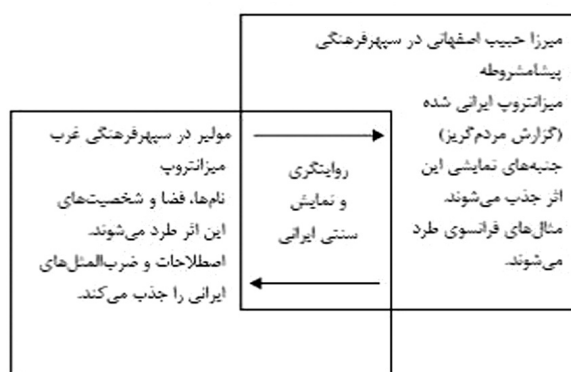 میرزا حبیب اصفهانی در سپهرفرهنگی
پیشامشروطه
میزانتروپ ایرانی شده
(گزارش مردم‌گریز)
جنبه‌های نمایشی این
اثر جذب می‌شوند.
مثال‌های فرانسوی طرد
می‌شوند.
روایتگری
و نمایش
سنتی ایرانی
مولیر در سپهرفرهنگی غرب
میزانتروپ
نام‌ها، فضا و شخصیت‌های
این اثر طرد می‌شوند.
اصطلاحات و ضرب‌المثل‌های
ایرانی را جذب می‌کند.